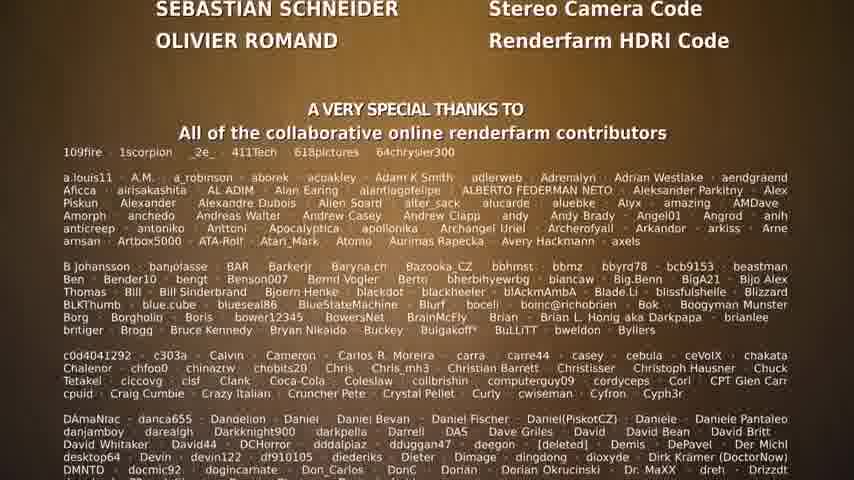 SEBASTIAN SCHNEIDER Stereo Camera Code
OLIVIER ROMAND Renderfarm HDRI Code
A VERY SPECIAL THANKS TO
All of the collaborative online renderfarm contributors
109fire · 1scorpion · _2e_ · 411Tech · 618pictures · 64chrysler300
a.louis11 · A.M. · a_robinson · aborek · acoakley · Adam K Smith · adlerweb · Adrenalyn · Adrian Westlake · aendgraend
Aficca · airisakashita · AL ADIM · Alan Earing · alantiagofelipe · ALBERTO FEDERMAN NETO · Aleksander Parkitny · Alex
Piskun · Alexander · Alexandre Dubois · Alien Soard · alter_sack · alucarde · aluebke · Alyx · amazing · AMDave ·
Amorph · anchedo · Andreas Walter · Andrew Casey · Andrew Clapp · andy · Andy Brady · Angel01 · Angrod · anih
anticreep · antoniko · Anttoni · Apocalyptica · apollonika · Archangel Uriel · Archerofall · Arkandor · arkiss · Arne
arnsan · Artbox5000 · ATA-Rolf · Atari_Mark · Atomo · Aurimas Rapecka · Avery Hackmann · axels
B Johansson · banjolasse · BAR · Barkerjr · Baryna.cn · Bazooka_CZ · bbhmst · bbmz · bbyrd78 · bcb9153 · beastman
Ben · Bender10 · bengt · Benson007 · Bernd Vogler · Berto · bherbihyewrbg · biancaw · Big.Benn · BigA21 · Bijo Alex
Thomas · Bill · Bill Sinderbrand · Bjoern Henke · blackdot · blackheeler · blAckmAmbA · Blade.Li · blissfulshelle · Blizzard
BLKThumb · blue.cube · blueseal86 · BlueStateMachine · Blurf · boceli · bomc@richobrien · Bok · Boogyman Munster
Borg · Borgholio · Boris · bower12345 · BowersNet · BrainMcFly · Brian · Brian L. Honig aka Darkpapa · brianlee ·
britiger · Brogg · Bruce Kennedy · Bryan Nikaido · Buckey · Bulgakoff* · BuLLiTT · bweldon · Byllers
c0d4041292 · c303a · Calvin · Cameron · Carlos R. Moreira · carra · carre44 · casey · cebula · ceVoIX · chakata
Chalenor · chfoo0 · chinazrw · chobits20 · Chris · Chris_mh3 · Christian Barrett · Christisser · Christoph Hausner · Chuck
Tetakel · ciccovg · clsf · Clank · Coca-Cola · Coleslaw · colibrishin · computerguy09 · cordyceps · Cori · CPT Glen Carr
cpuid · Craig Cumbie · Crazy Italian · Cruncher Pete · Crystal Pellet · Curly · cwiseman · Cyfron · Cyph3r
DAmaNtac · danca655 · Dandelion · Daniel · Daniel Bevan · Daniel Fischer · Daniel(PiskotCZ) · Daniele · Daniele Pantaleo
danjamboy · darealgh · Darkknight900 · darkpella · Darrell · DAS · Dave Griles · David · David Bean · David Britt ·
David Whitaker · David44 · DCHorror · dddalpiaz · dduggan47 · deegon · [deleted] · Demis · DePavel · Der Michl
desktop64 · Devin · devin122 · df910105 · diederiks · Dieter · Dimage · dingdong · dioxyde · Dirk Krämer (DoctorNow)
DMNTD · docmic92 · dogincarnate · Don_Carlos · DonC · Dorian · Dorian Okrucinski · Dr. MaXX · dreh · Drizzdt